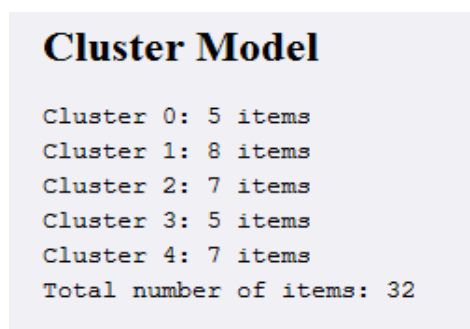 Cluster Model
Cluster 0: 5 items
Cluster 1: 8 items
Cluster 2: 7 items
Cluster 3: 5 items
Cluster 4: 7 items
Total number of items: 32